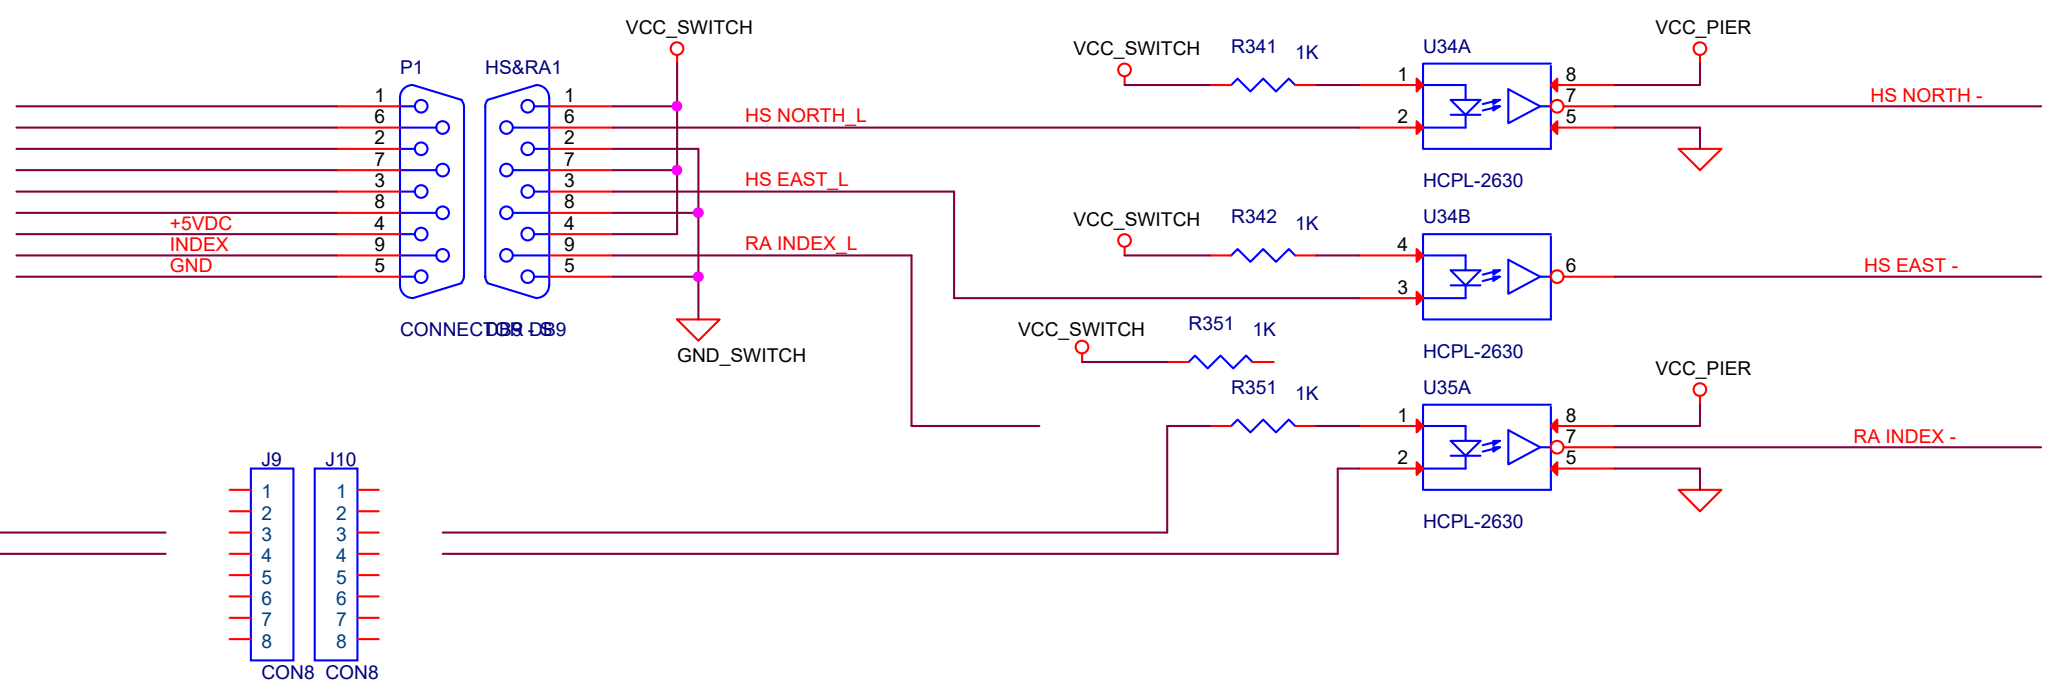 VCC_SWITCH
VCC_PIER
VCC_SWITCH
R341
1K
U34A
P1
HS&RA1
1
6
2
7
3
8
4
9
5
+5VDC
INDEX
GND
1
6
2
7
3
8
4
9
5
HS NORTH_L
HS EAST_L
RA INDEX_L
1
2
8
7
5
HS NORTH -
HCPL-2630
VCC_SWITCH
R342
1K
U34B
4
3
6
HS EAST -
HCPL-2630
CONNECTOR DB9
DB9 - S
GND_SWITCH
VCC_SWITCH
R351
1K
R351
1K
U35A
VCC_PIER
1
2
8
7
5
RA INDEX -
HCPL-2630
J9
J10
1
2
3
4
5
6
7
8
1
2
3
4
5
6
7
8
CON8
CON8